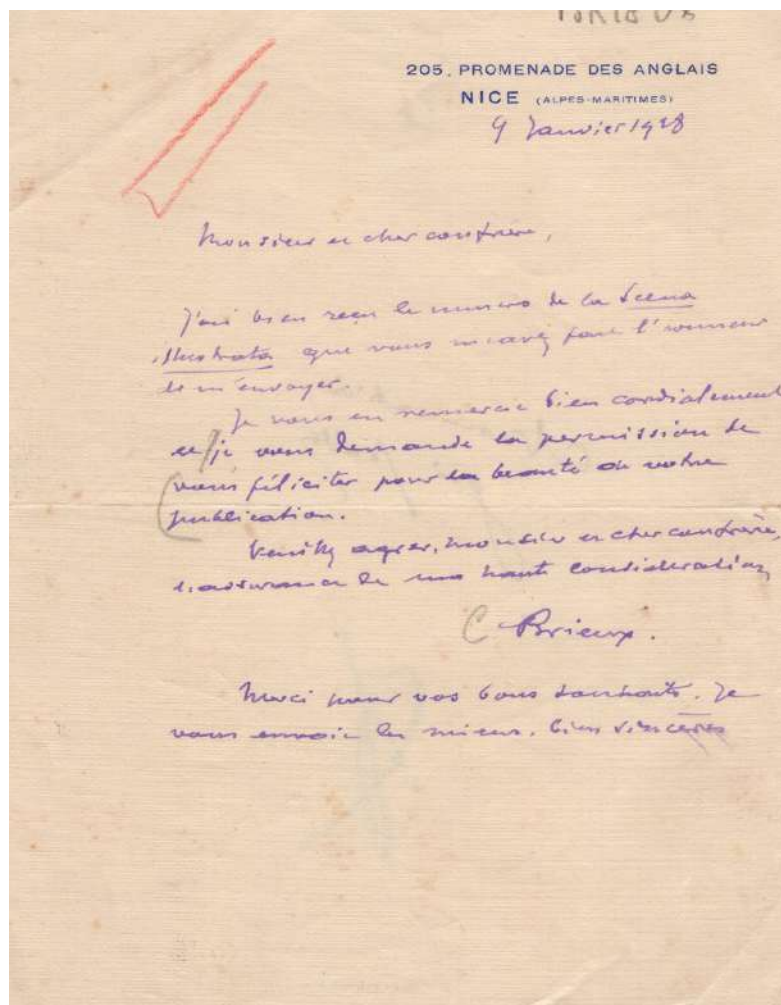 205, PROMENADE DES ANGLAIS
NICE (ALPES-MARITIMES)
9 Janvier 1928
Monsieur et cher confrère,
J'ai bien reçu le numéro de la Scena
illustrata que vous m'avez fait l'honneur
de m'envoyer.
Je vous en remercie bien cordialement
et je vous demande la permission de
vous féliciter pour la beauté de votre
publication.
Veuillez agréer, monsieur et cher confrère,
l'assurance de ma haute considération
Brieux.
Merci pour vos bons souhaits. Je
vous envoie les miens, bien sincères